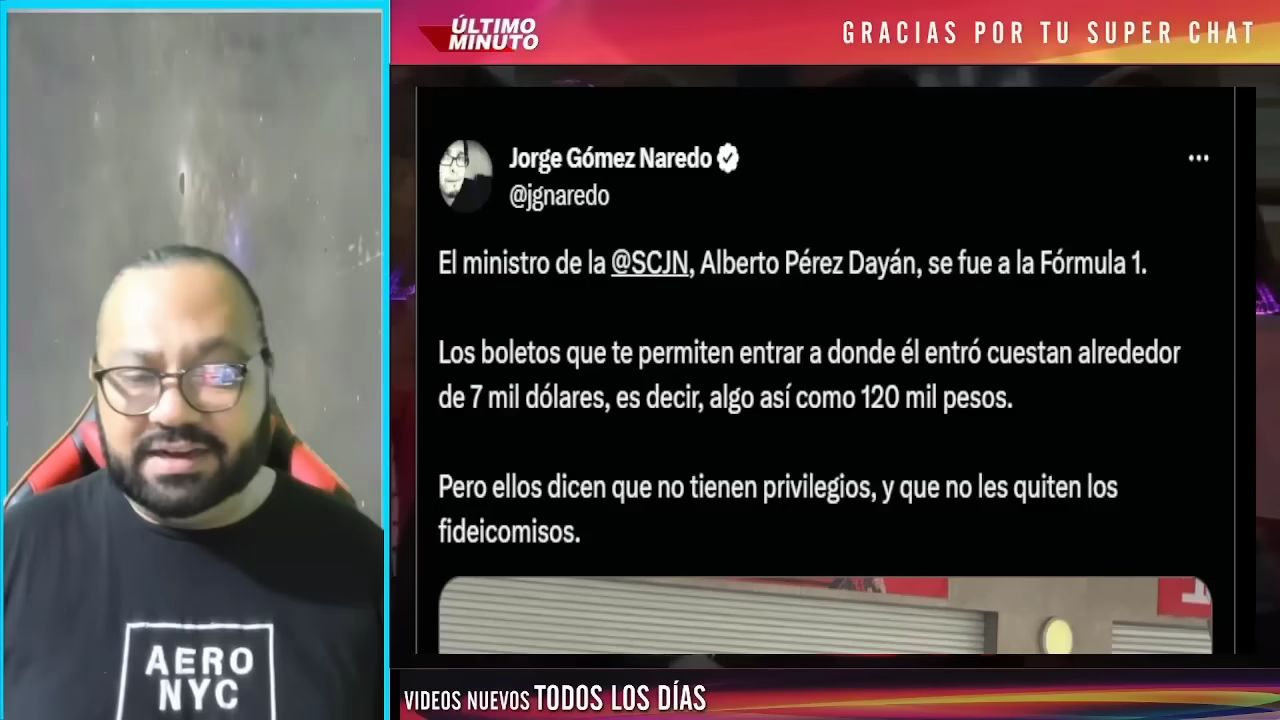 ÚLTIMO
MINUTO
GRACIAS POR TU SUPER CHAT
Jorge Gómez Naredo
@jgnaredo
El ministro de la @SCJN, Alberto Pérez Dayán, se fue a la Fórmula 1.
Los boletos que te permiten entrar a donde él entró cuestan alrededor
de 7 mil dólares, es decir, algo así como 120 mil pesos.
Pero ellos dicen que no tienen privilegios, y que no les quiten los
fideicomisos.
AERO
NYC
VIDEOS NUEVOS TODOS LOS DÍAS